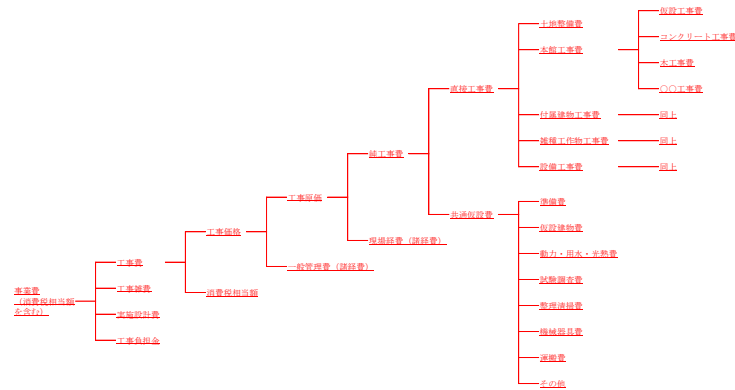 仮設工事費
土地整備費
コンクリート工事費
本館工事費
木工事費
〇〇工事費
直接工事費
付属建物工事費
同上
雑種工作物工事費
同上
純工事費
設備工事費
同上
工事原価
準備費
共通仮設費
仮設建物費
工事価格
現場経費（諸経費）
動力・用水・光熱費
工事費
一般管理費（諸経費）
試験調査費
事業費
（消費税相当額
を含む）
工事雑費
消費税相当額
整理清掃費
実施設計費
機械器具費
工事負担金
運搬費
その他